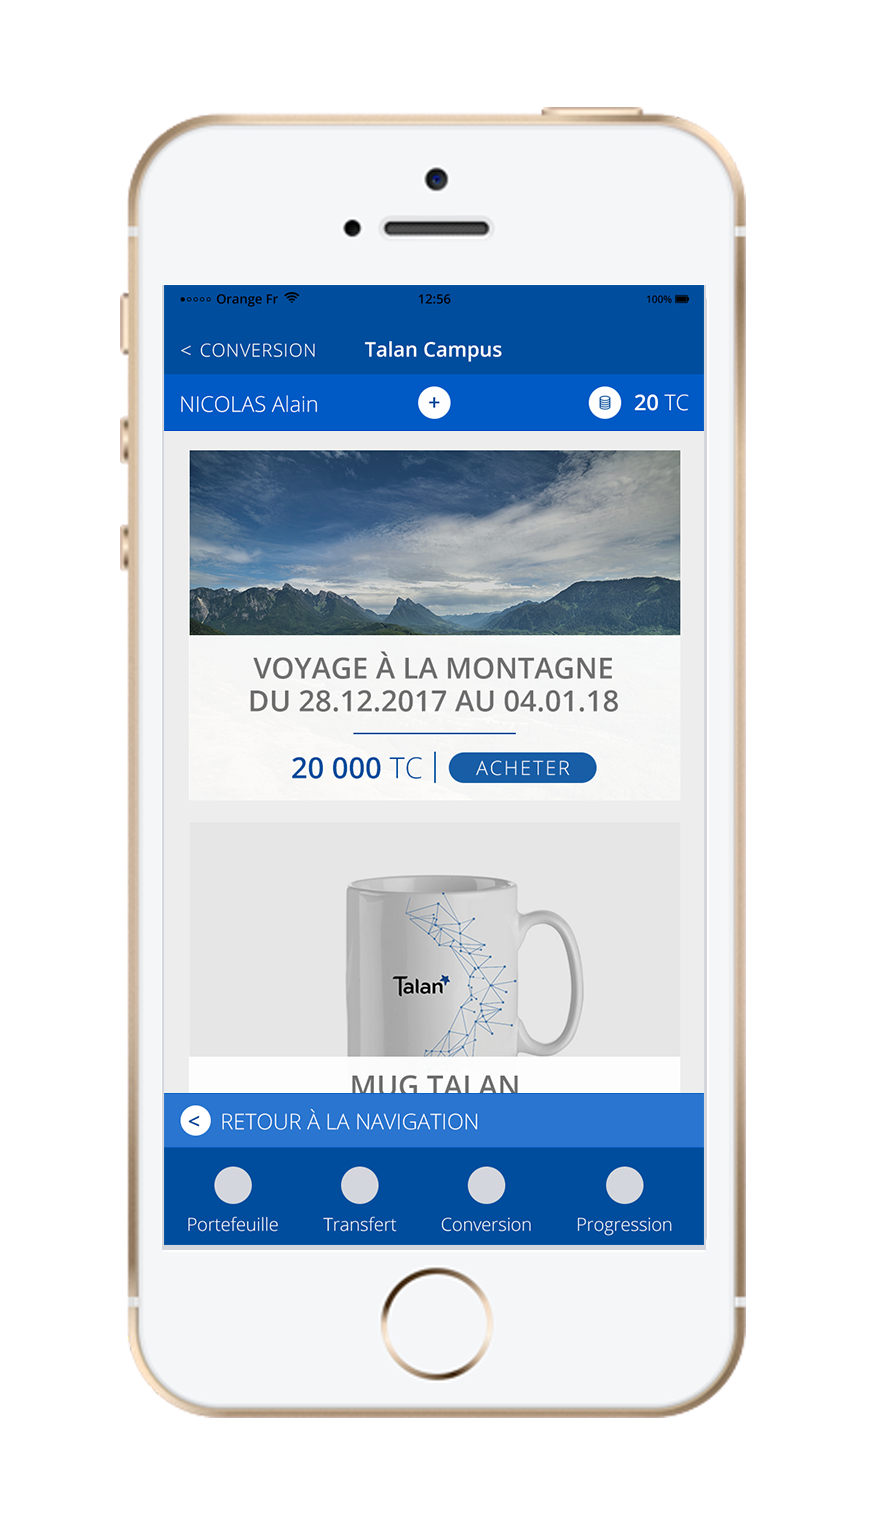 Orange Fr
12:56
100%
< CONVERSION
Talan Campus
NICOLAS Alain
+
20 TC
VOYAGE À LA MONTAGNE
DU 28.12.2017 AU 04.01.18
20 000 TC
ACHETER
Talan
MUG TALAN
< RETOUR À LA NAVIGATION
Portefeuille
Transfert
Conversion
Progression